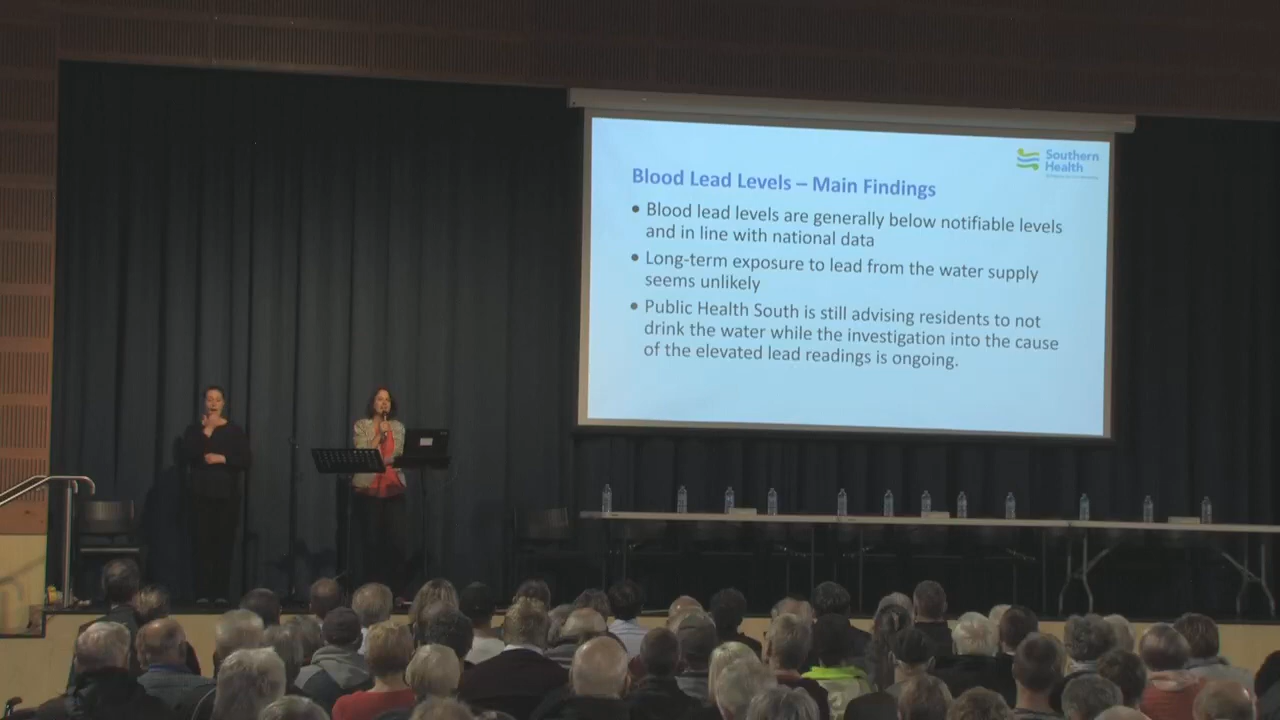 Southern
Health
Blood Lead Levels – Main Findings
• Blood lead levels are generally below notifiable levels
and in line with national data
• Long-term exposure to lead from the water supply
seems unlikely
• Public Health South is still advising residents to not
drink the water while the investigation into the cause
of the elevated lead readings is ongoing.